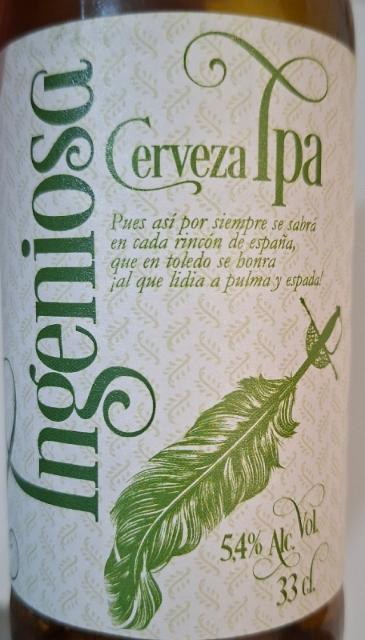 Ingeniosa
Cerveza Ipa
Pues así por siempre se sabrá
en cada rincón de españa,
que en toledo se honra
¡al que lidia a pulma y espada!
5.4% Alc. Vol.
33 cl.